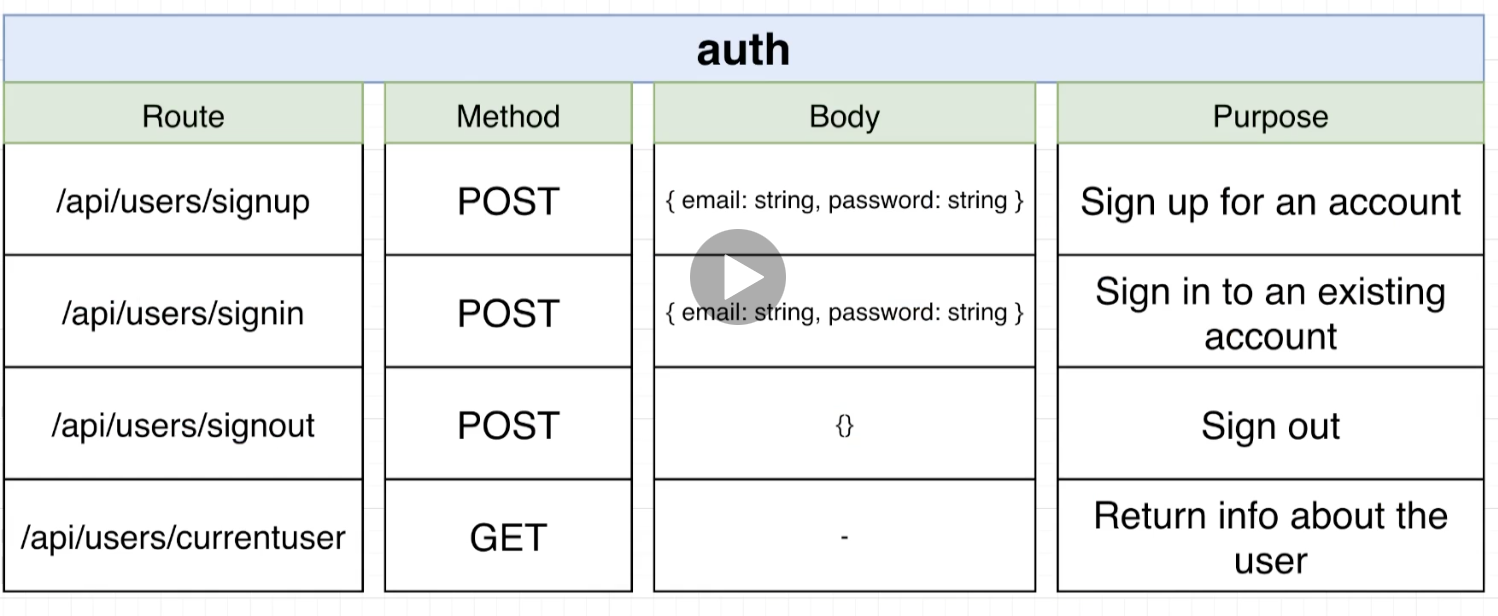 auth
Route Method Body Purpose
/api/users/signup POST { email: string, password: string } Sign up for an account
/api/users/signin POST { email: string, password: string } Sign in to an existing
account
/api/users/signout POST {} Sign out
/api/users/currentuser GET - Return info about the
user